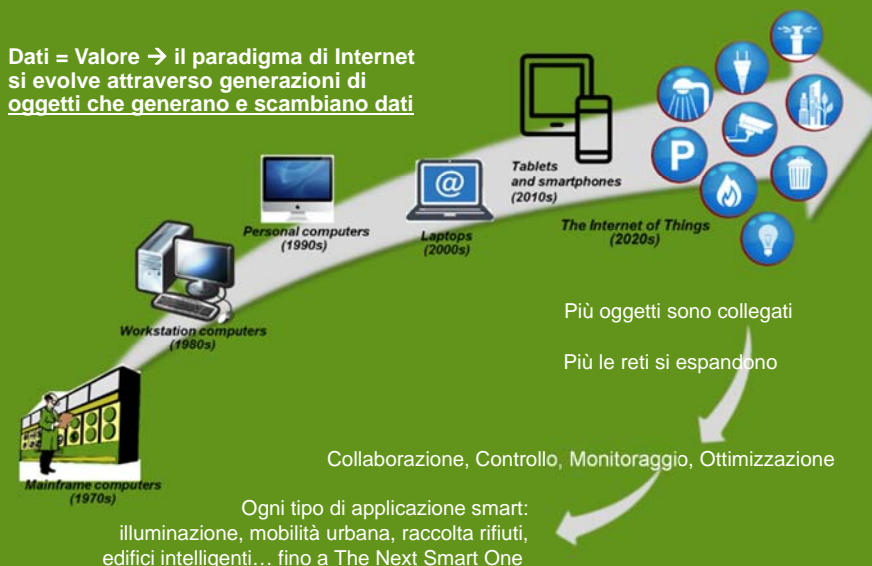 Dati = Valore → il paradigma di Internet
si evolve attraverso generazioni di
oggetti che generano e scambiano dati
Mainframe computers
(1970s)
Workstation computers
(1980s)
Personal computers
(1990s)
@
Laptops
(2000s)
Tablets
and smartphones
(2010s)
P
The Internet of Things
(2020s)
Più oggetti sono collegati
Più le reti si espandono
Collaborazione, Controllo, Monitoraggio, Ottimizzazione
Ogni tipo di applicazione smart:
illuminazione, mobilità urbana, raccolta rifiuti,
edifici intelligenti… fino a The Next Smart One